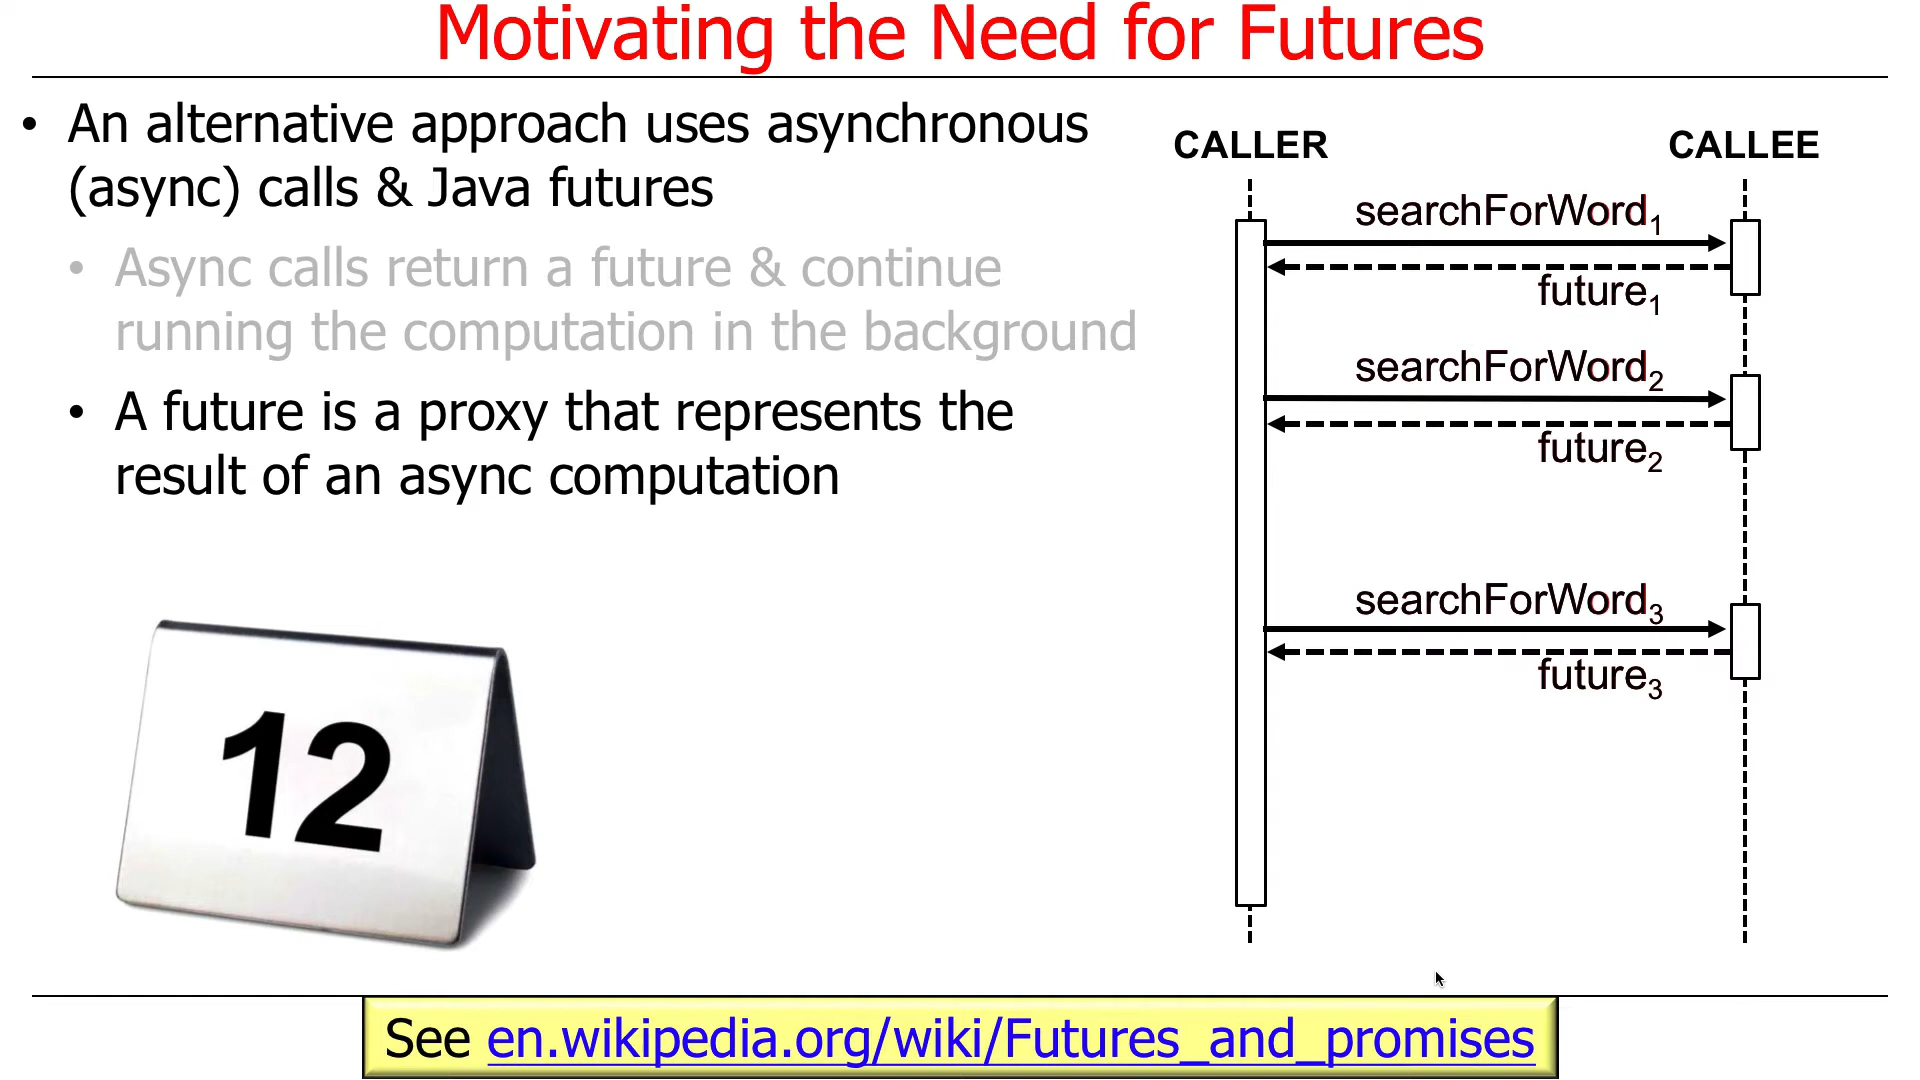 Motivating the Need for Futures
• An alternative approach uses asynchronous
(async) calls & Java futures
• Async calls return a future & continue
running the computation in the background
• A future is a proxy that represents the
result of an async computation
12
CALLER CALLEE
searchForWord₁
future₁
searchForWord₂
future₂
searchForWord₃
future₃
See en.wikipedia.org/wiki/Futures_and_promises